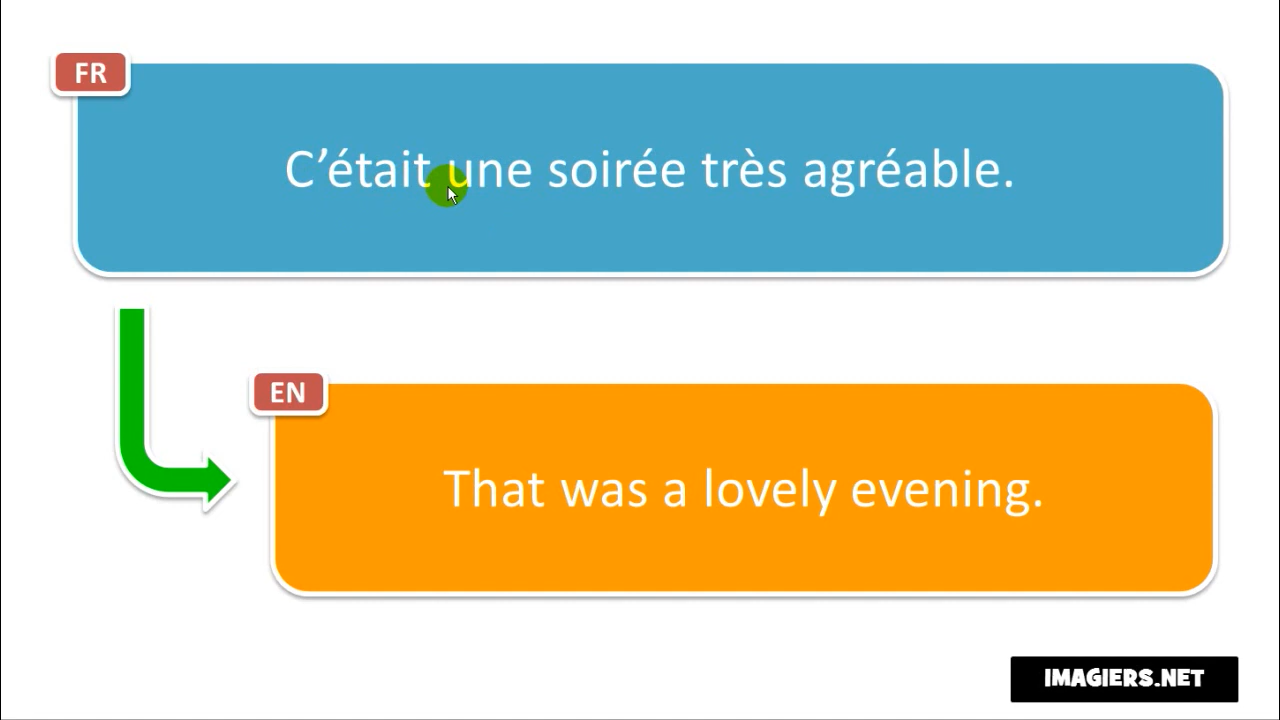 FR
C’était une soirée très agréable.
EN
That was a lovely evening.
IMAGIERS.NET